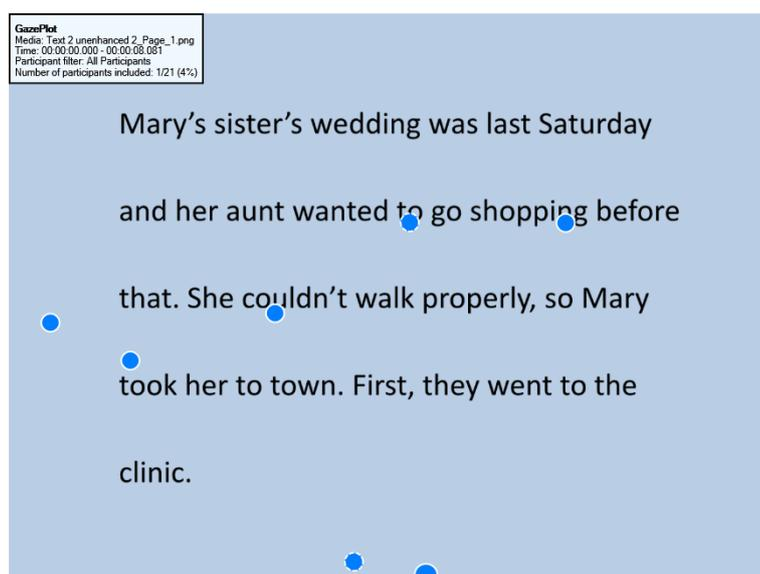 GazePlot
Media: Text 2 unenhanced 2_Page_1.png
Time: 00:00:00.000 - 00:00:08.081
Participant filter: All Participants
Number of participants included: 1/21 (4%)
Mary’s sister’s wedding was last Saturday
and her aunt wanted to go shopping before
that. She couldn’t walk properly, so Mary
took her to town. First, they went to the
clinic.